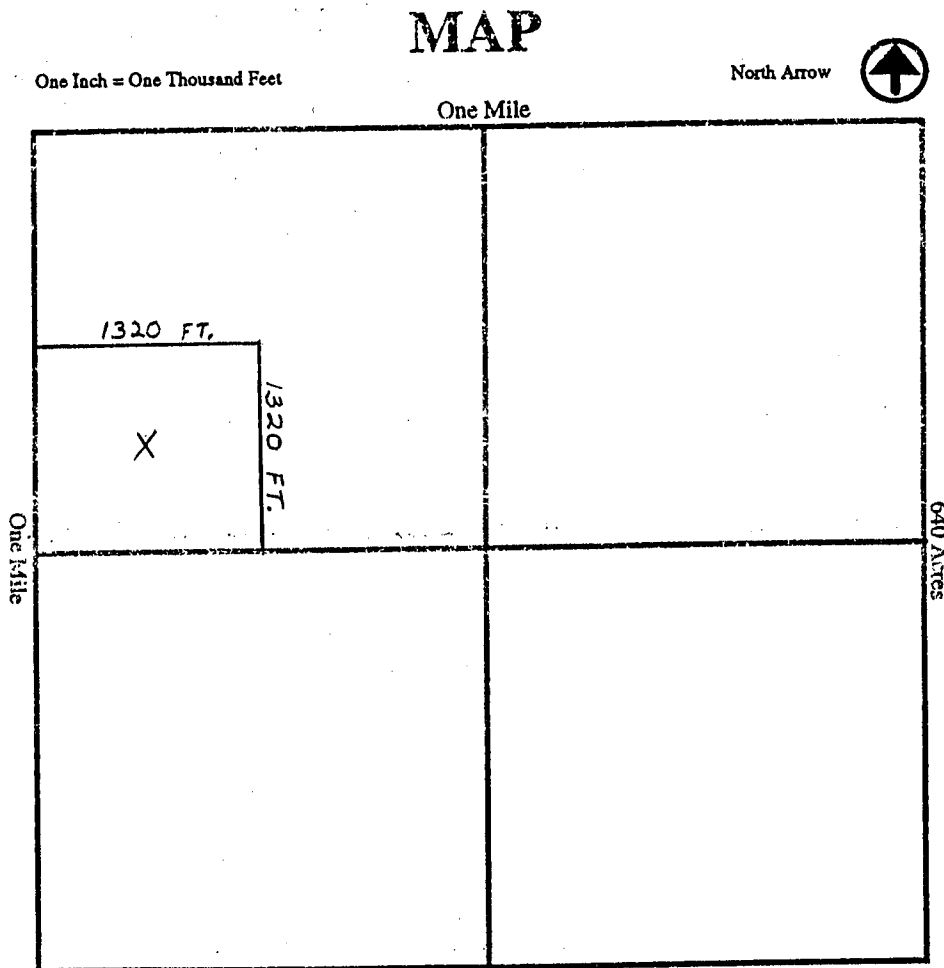 MAP
One Inch = One Thousand Feet
North Arrow
One Mile
1320 FT.
1320 FT.
X
One Mile
640 Acres